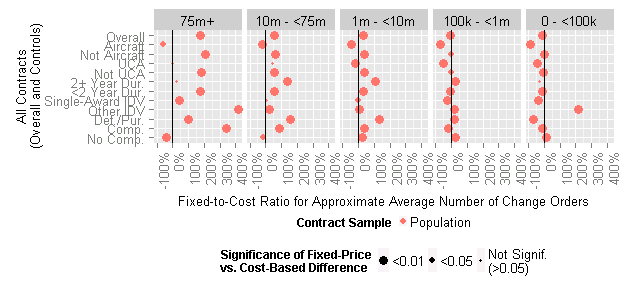 75m+ 10m - <75m 1m - <10m 100k - <1m 0 - <100k
All Contracts
(Overall and Controls)
Overall
Aircraft
Not Aircraft
UCA
Not UCA
2+ Year Dur.
<2 Year Dur.
Single-Award IDV
Other IDV
Def./Pur.
Comp.
No Comp.
-100% 0% 100% 200% 300% 400% -100% 0% 100% 200% 300% 400% -100% 0% 100% 200% 300% 400% -100% 0% 100% 200% 300% 400% -100% 0% 100% 200% 300% 400%
Fixed-to-Cost Ratio for Approximate Average Number of Change Orders
Contract Sample Population
Significance of Fixed-Price
vs. Cost-Based Difference
<0.01 <0.05 Not Signif.
(>0.05)